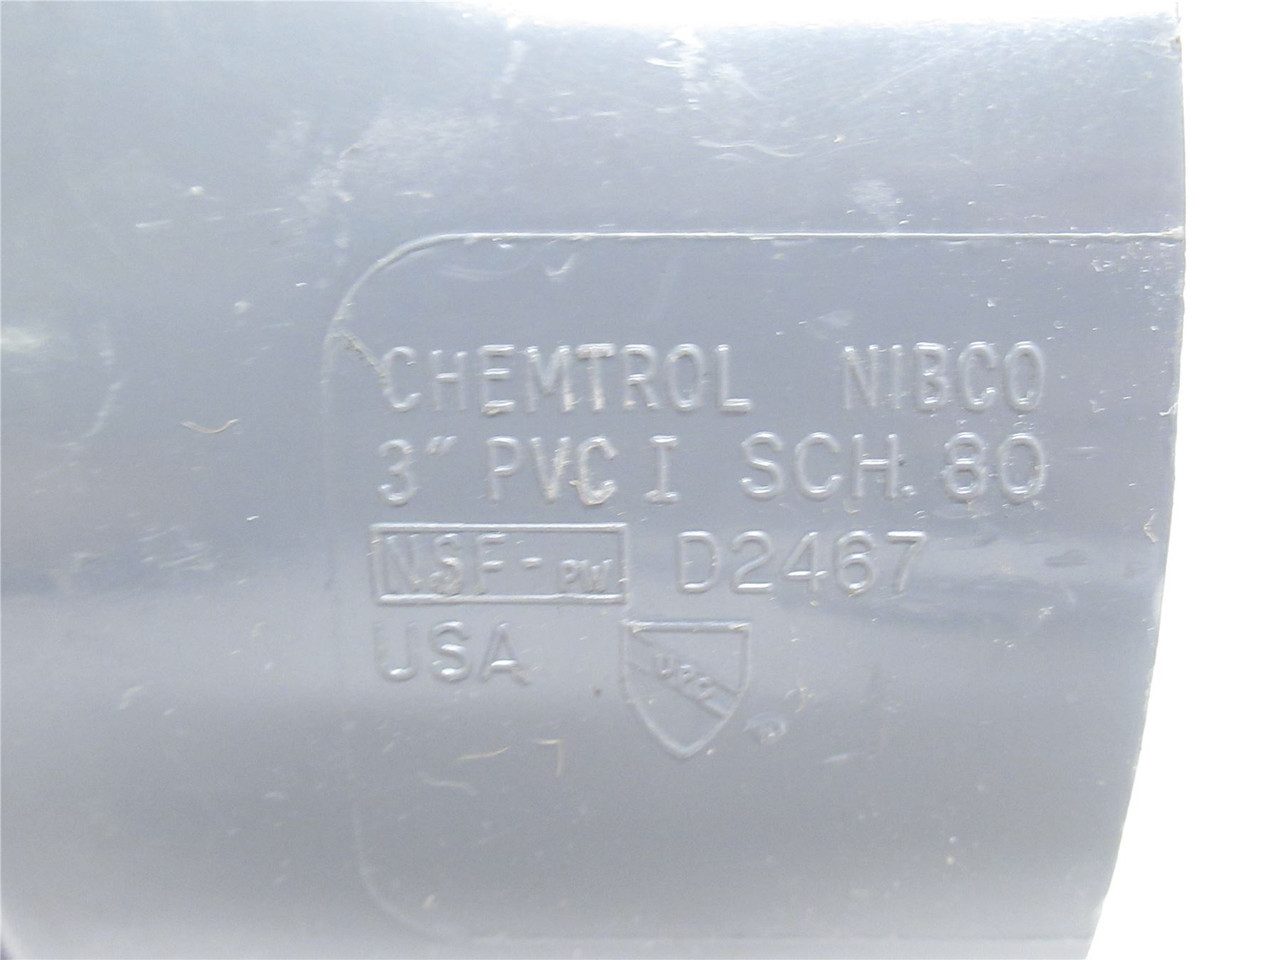 CHEMTROL NIBCO
3" PVC I SCH. 80
NSF-PW D2467
USA UPC